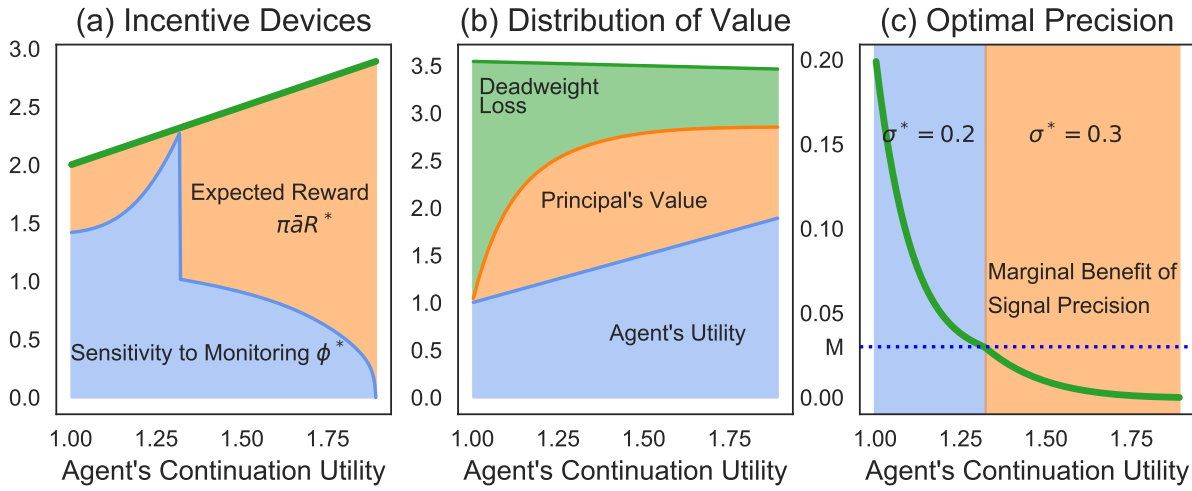 (a) Incentive Devices
3.0
2.5
2.0
1.5
1.0
0.5
0.0
Expected Reward
πāR*
Sensitivity to Monitoring ϕ*
1.00 1.25 1.50 1.75
Agent's Continuation Utility
(b) Distribution of Value
3.5
3.0
2.5
2.0
1.5
1.0
0.5
0.0
Deadweight
Loss
Principal's Value
Agent's Utility
1.00 1.25 1.50 1.75
Agent's Continuation Utility
(c) Optimal Precision
0.20
0.15
0.10
0.05
M
0.00
σ* = 0.2 σ* = 0.3
Marginal Benefit of
Signal Precision
1.00 1.25 1.50 1.75
Agent's Continuation Utility